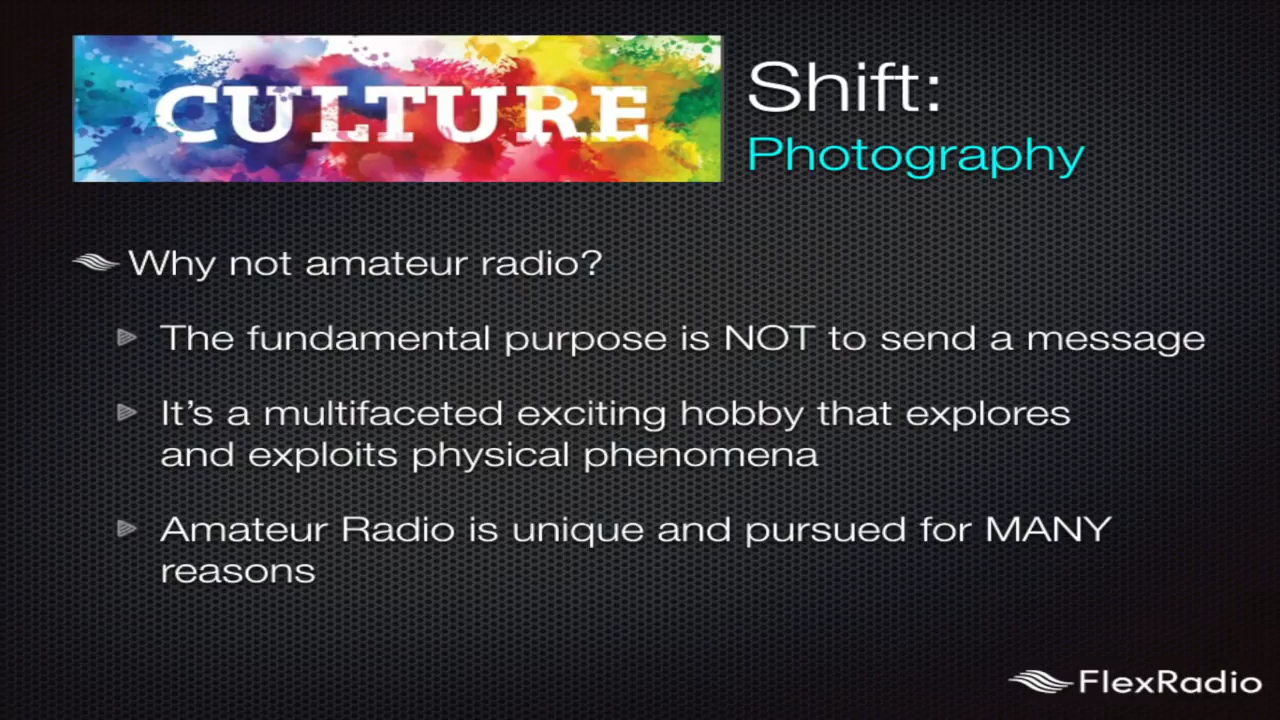 CULTURE
Shift:
Photography
Why not amateur radio?
The fundamental purpose is NOT to send a message
It’s a multifaceted exciting hobby that explores
and exploits physical phenomena
Amateur Radio is unique and pursued for MANY
reasons
FlexRadio